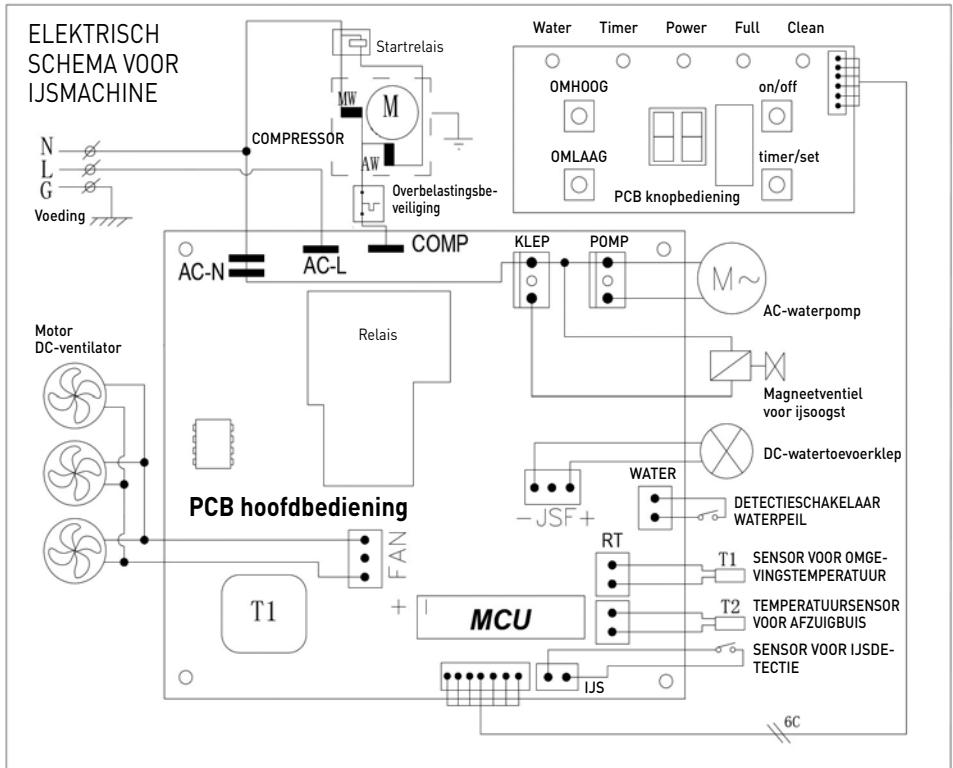 ELEKTRISCH
SCHEMA VOOR
IJSMACHINE
Startrelais
MW
M
COMPRESSOR
AW
N
L
G
Voeding
Overbelastingsbe-
veiliging
Water Timer Power Full Clean
OMHOOG
on/off
OMLAAG
timer/set
PCB knopbediening
AC-N
AC-L
COMP
KLEP
POMP
M~
AC-waterpomp
Relais
Motor
DC-ventilator
Magneetventiel
voor ijsoogst
DC-watertoevoerklep
WATER
-JSF+
DETECTIESCHAKELAAR
WATERPEIL
PCB hoofdbediening
FAN
+
RT
T1
SENSOR VOOR OMGE-
VINGSTEMPERATUUR
T1
MCU
T2
TEMPERATUURSENSOR
VOOR AFZUIGBUIS
SENSOR VOOR IJSDE-
TECTIE
IJS
6C